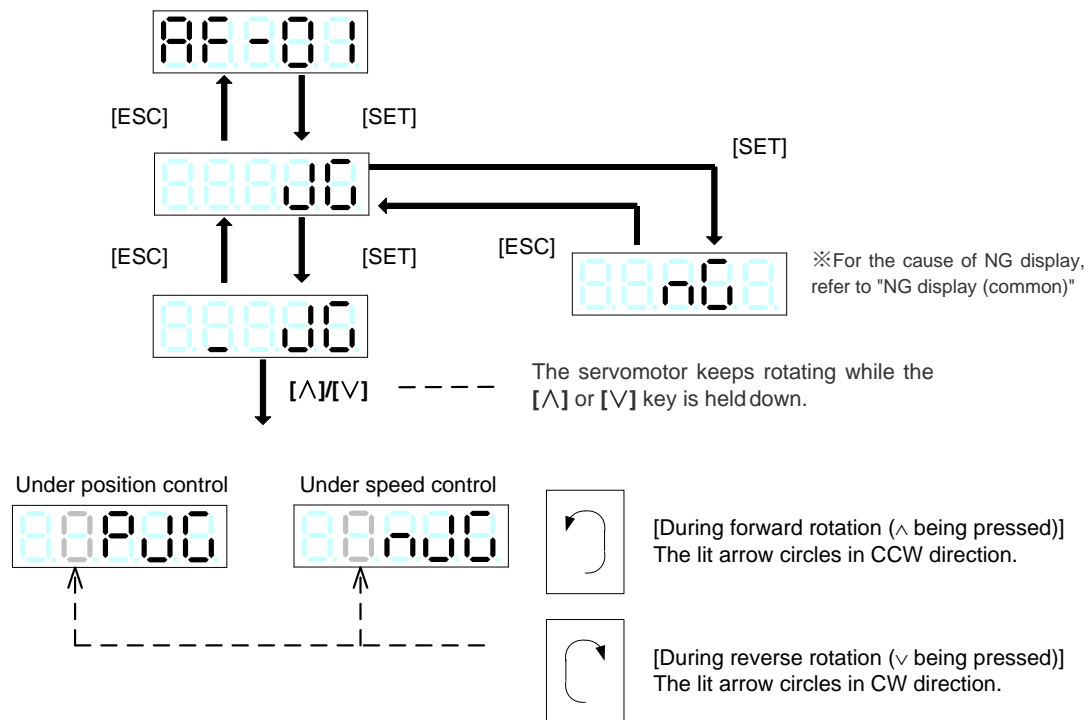 AF-01
[ESC] [SET]
[SET]
JG
[ESC] [SET]
[ESC]
nG
※For the cause of NG display,
refer to "NG display (common)"
_ JG
[∧]/[∨]
The servomotor keeps rotating while the
[∧] or [∨] key is held down.
Under position control
Under speed control
PJG
nJG
[During forward rotation (∧ being pressed)]
The lit arrow circles in CCW direction.
[During reverse rotation (∨ being pressed)]
The lit arrow circles in CW direction.